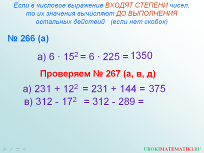 Если в числовое выражение ВХОДЯТ СТЕПЕНИ чисел,
то их значения вычисляют ДО ВЫПОЛНЕНИЯ
остальных действий (если нет скобок)
№ 266 (а)
а) 6 · 15² = 6 · 225 = 1350
Проверяем № 267 (а, в, д)
а) 231 + 12² = 231 + 144 = 375
в) 312 - 17² = 312 - 289 =
UROKIMATEMATIKI.RU